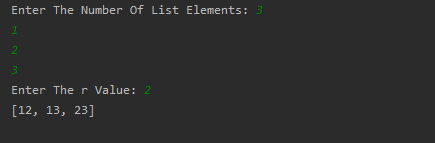 Enter The Number Of List Elements: 3
1
2
3
Enter The r Value: 2
[12, 13, 23]